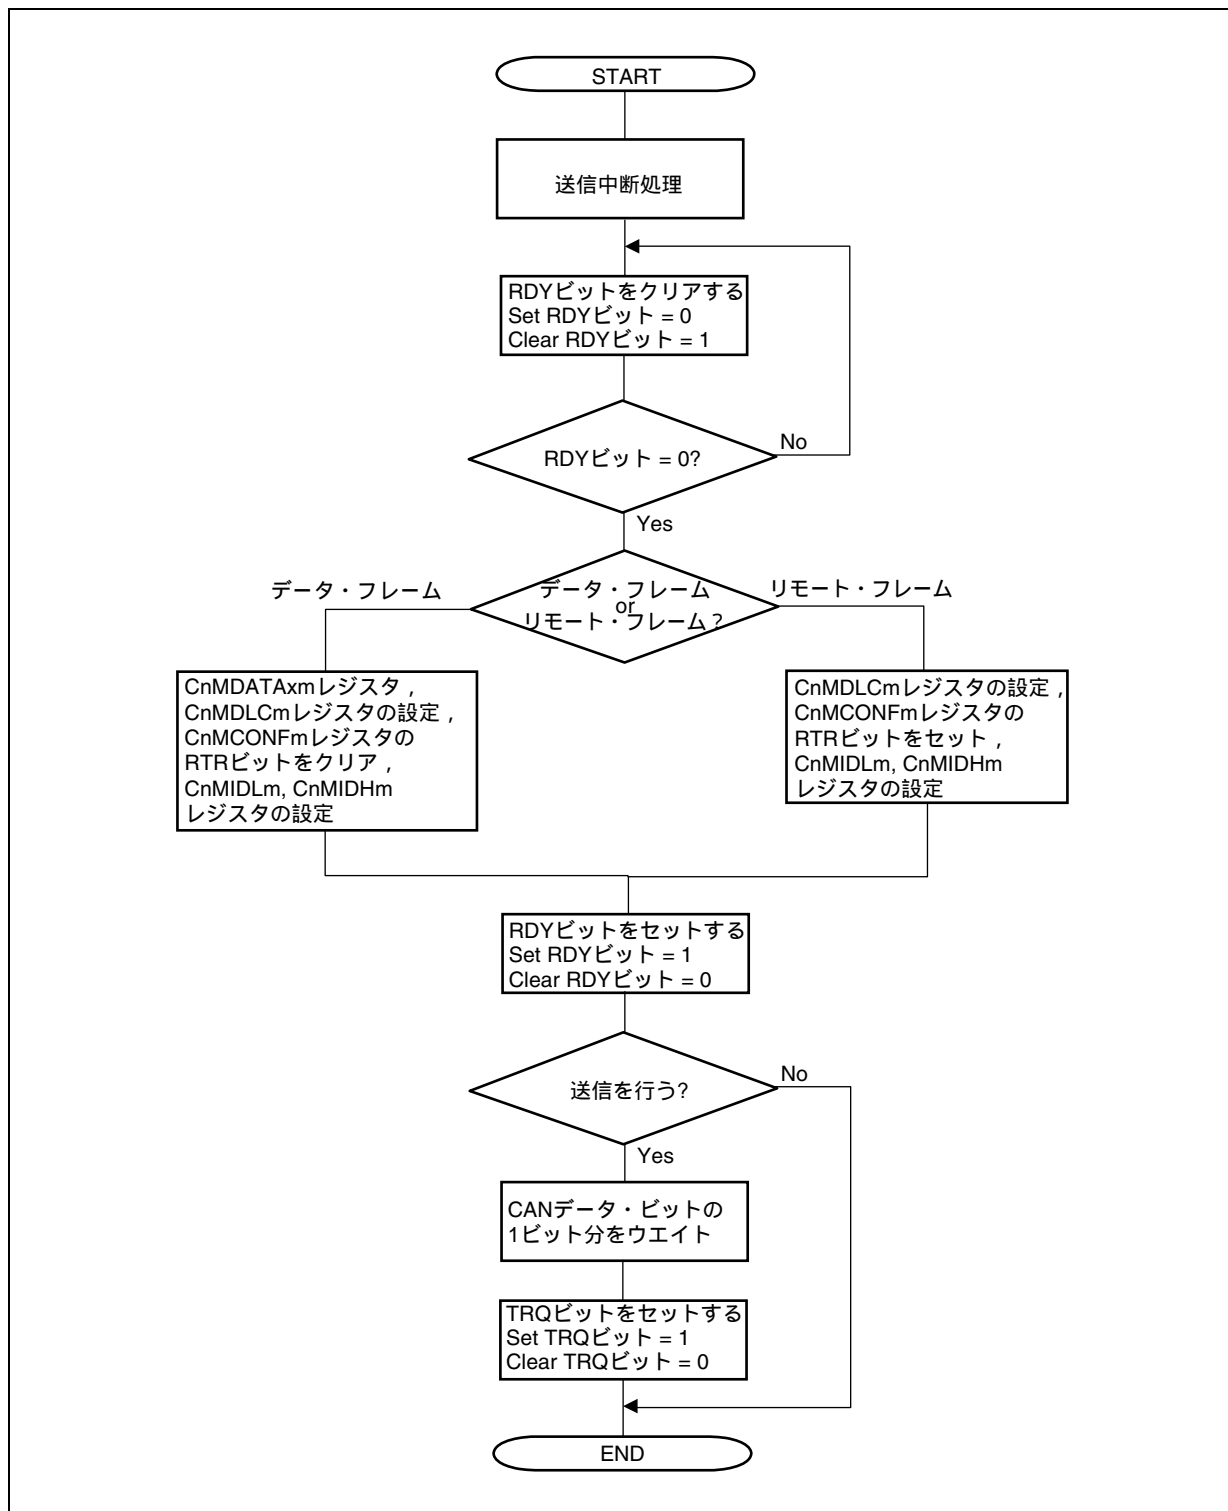 START
送信中断処理
RDYビットをクリアする
Set RDYビット = 0
Clear RDYビット = 1
RDYビット = 0?
No
Yes
データ・フレーム
データ・フレーム
or
リモート・フレーム？
リモート・フレーム
CnMDATAxmレジスタ，
CnMDLCmレジスタの設定，
CnMCONFmレジスタの
RTRビットをクリア，
CnMIDLm, CnMIDHm
レジスタの設定
CnMDLCmレジスタの設定，
CnMCONFmレジスタの
RTRビットをセット，
CnMIDLm, CnMIDHm
レジスタの設定
RDYビットをセットする
Set RDYビット = 1
Clear RDYビット = 0
送信を行う?
No
Yes
CANデータ・ビットの
1ビット分をウエイト
TRQビットをセットする
Set TRQビット = 1
Clear TRQビット = 0
END